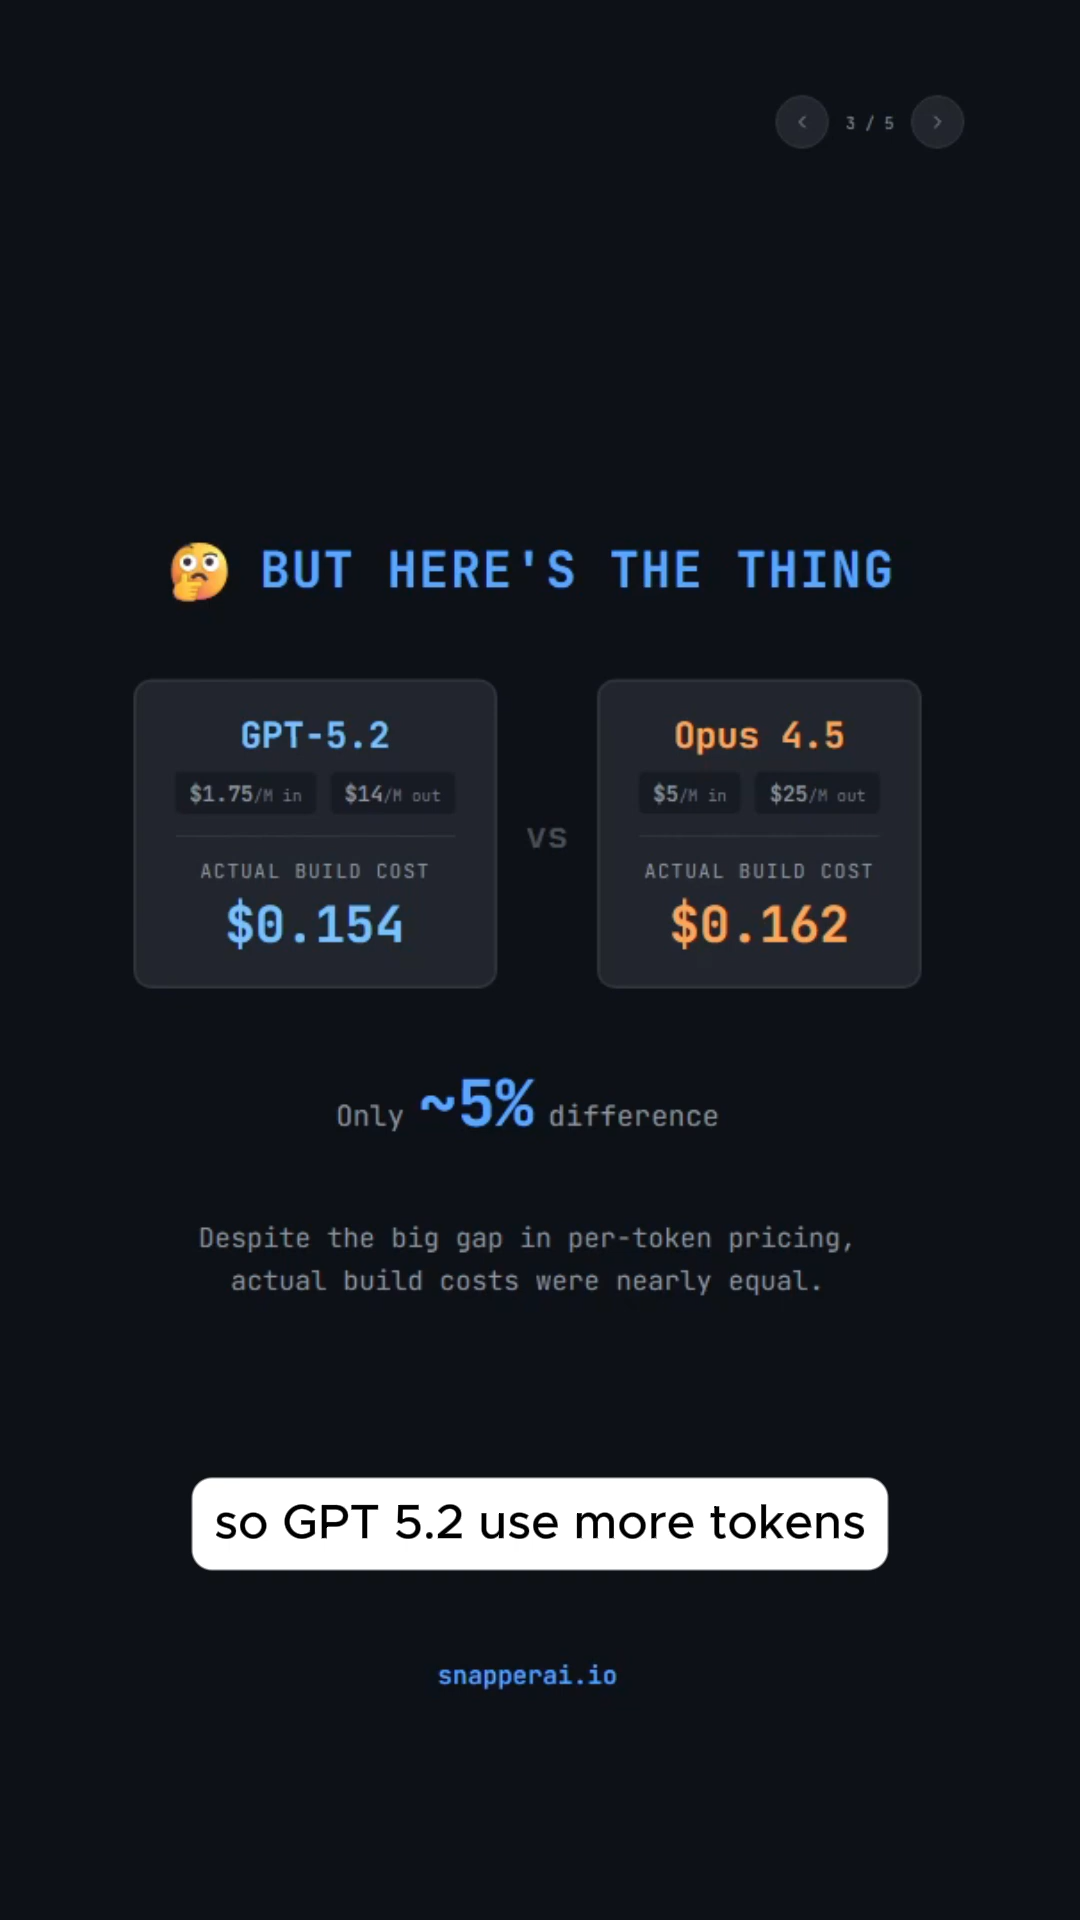 3 / 5
🤔 BUT HERE'S THE THING
GPT-5.2
$1.75/M in $14/M out
ACTUAL BUILD COST
$0.154
VS
Opus 4.5
$5/M in $25/M out
ACTUAL BUILD COST
$0.162
Only ~5% difference
Despite the big gap in per-token pricing,
actual build costs were nearly equal.
so GPT 5.2 use more tokens
snapperai.io